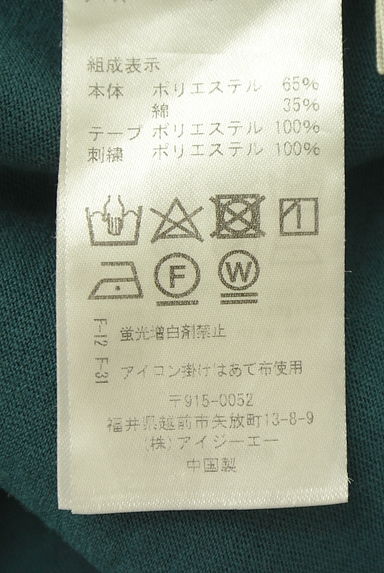 組成表示
本体 ポリエステル 65%
綿 35%
テープ ポリエステル 100%
刺繍 ポリエステル 100%
F W
F-12 F-31
蛍光増白剤禁止
アイロン掛けはあて布使用
〒915-0052
福井県越前市矢放町13-8-9
(株)アイジーエー
中国製